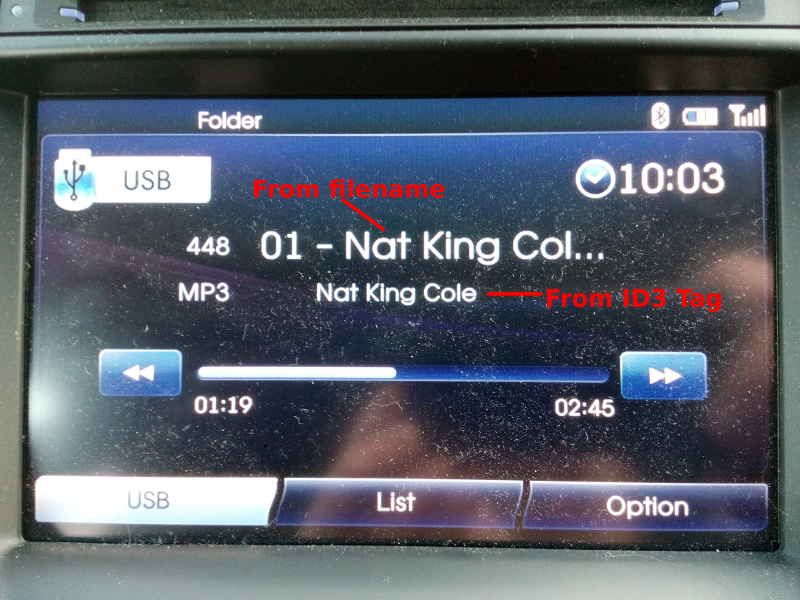 Folder
USB
10:03
From filename
448 01 - Nat King Col...
MP3 Nat King Cole
From ID3 Tag
01:19 02:45
USB List Option